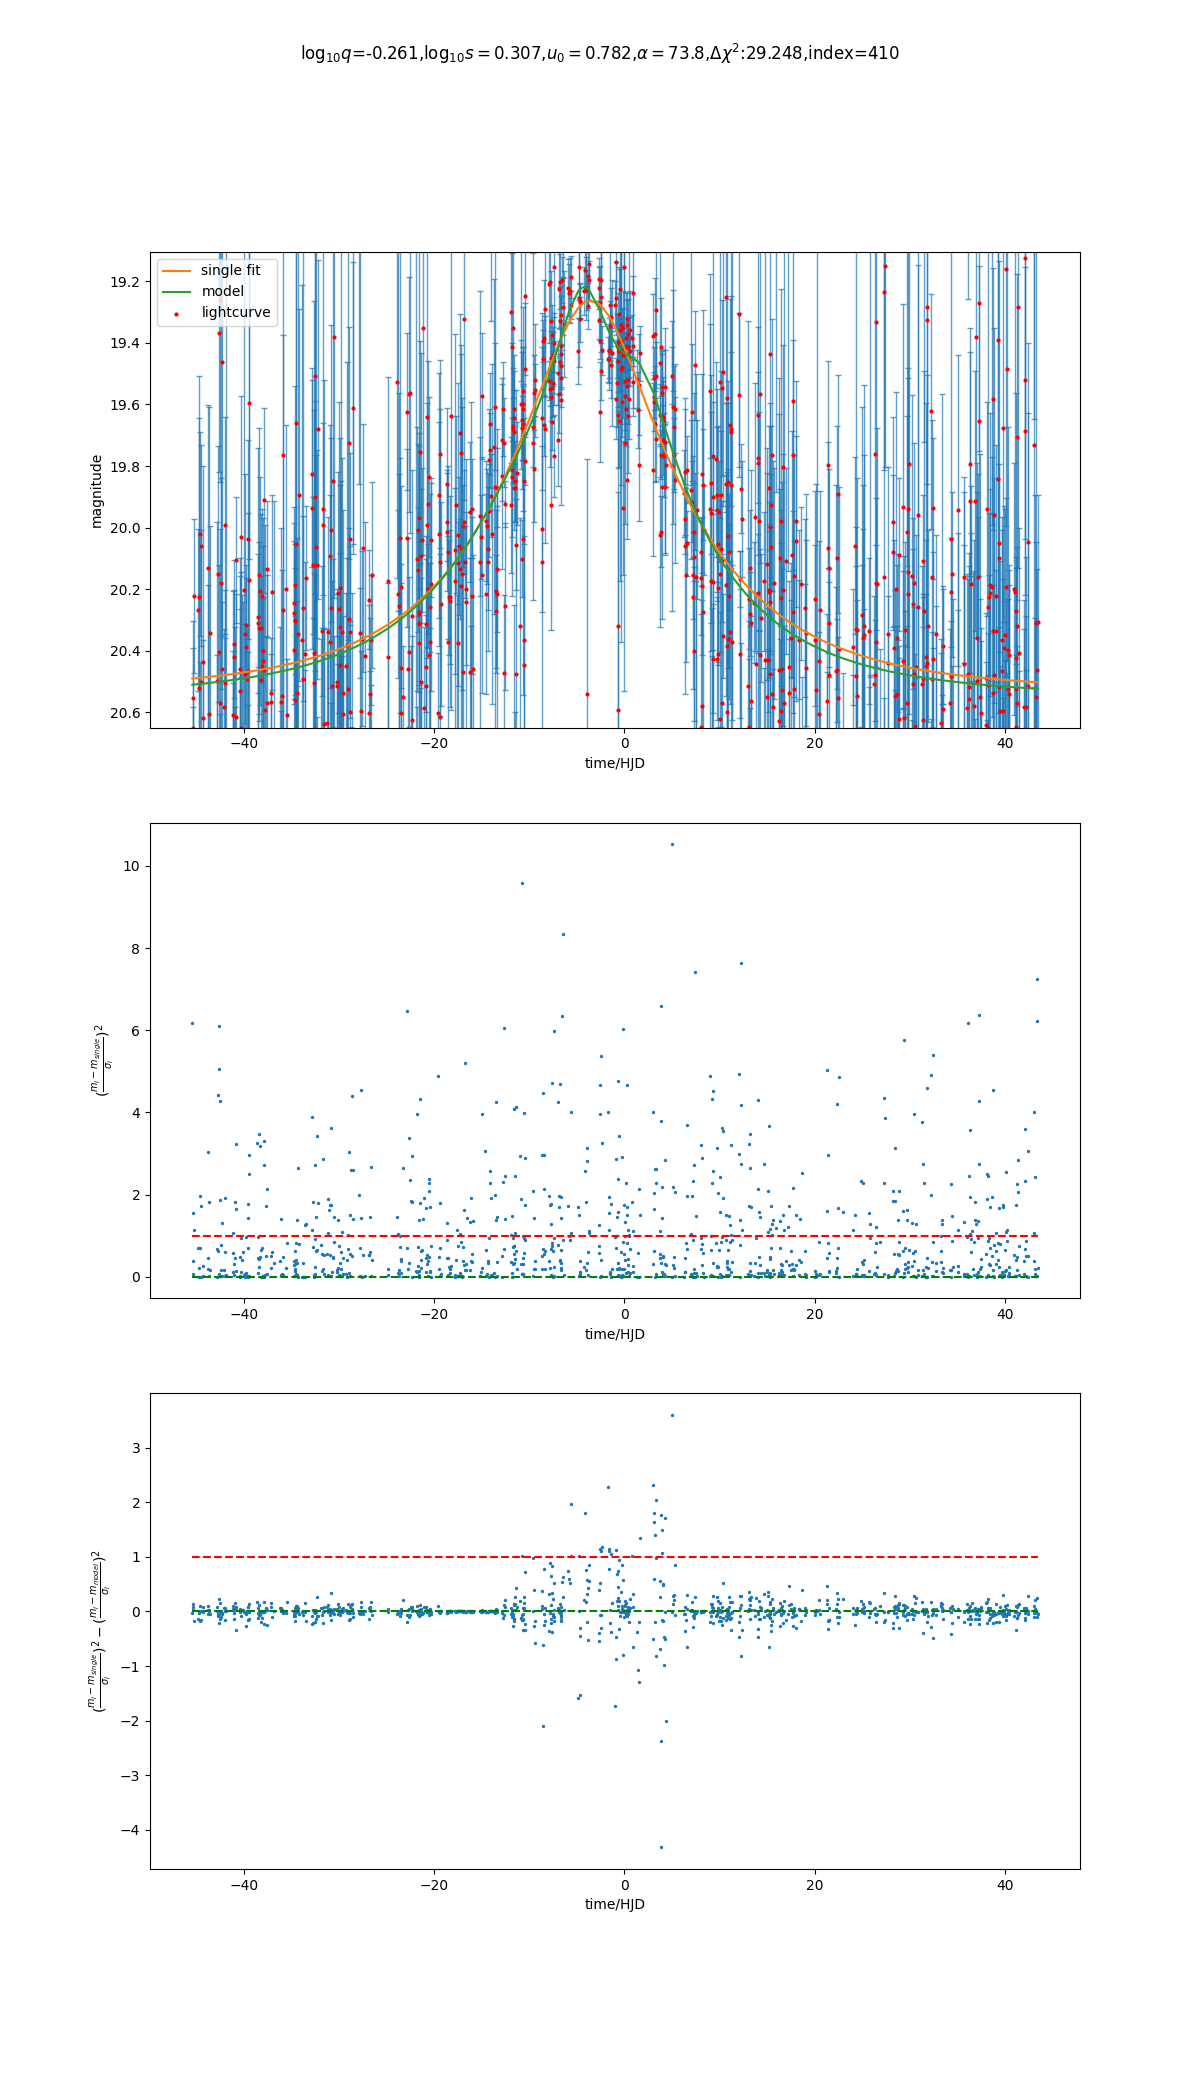 log₁₀q=-0.261,log₁₀s = 0.307,u₀ = 0.782,α = 73.8,Δχ²:29.248,index=410
single fit
model
lightcurve
magnitude
19.2
19.4
19.6
19.8
20.0
20.2
20.4
20.6
−40 −20 0 20 40
time/HJD
(mᵢ − m_single / σᵢ)²
10
8
6
4
2
0
−40 −20 0 20 40
time/HJD
(mᵢ − m_single / σᵢ)² − (mᵢ − m_model / σᵢ)²
3
2
1
0
−1
−2
−3
−4
−40 −20 0 20 40
time/HJD